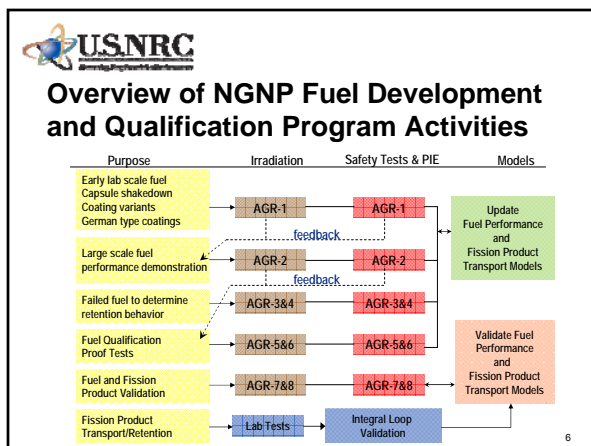 U.S.NRC
Overview of NGNP Fuel Development
and Qualification Program Activities
Purpose Irradiation Safety Tests & PIE Models
Early lab scale fuel
Capsule shakedown
Coating variants
German type coatings
AGR-1 AGR-1
Update
Fuel Performance
and
Fission Product
Transport Models
feedback
Large scale fuel
performance demonstration
AGR-2 AGR-2
feedback
Failed fuel to determine
retention behavior
AGR-3&4 AGR-3&4
Fuel Qualification
Proof Tests
AGR-5&6 AGR-5&6
Validate Fuel
Performance
and
Fission Product
Transport Models
Fuel and Fission
Product Validation
AGR-7&8 AGR-7&8
Fission Product
Transport/Retention
Lab Tests
Integral Loop
Validation
6